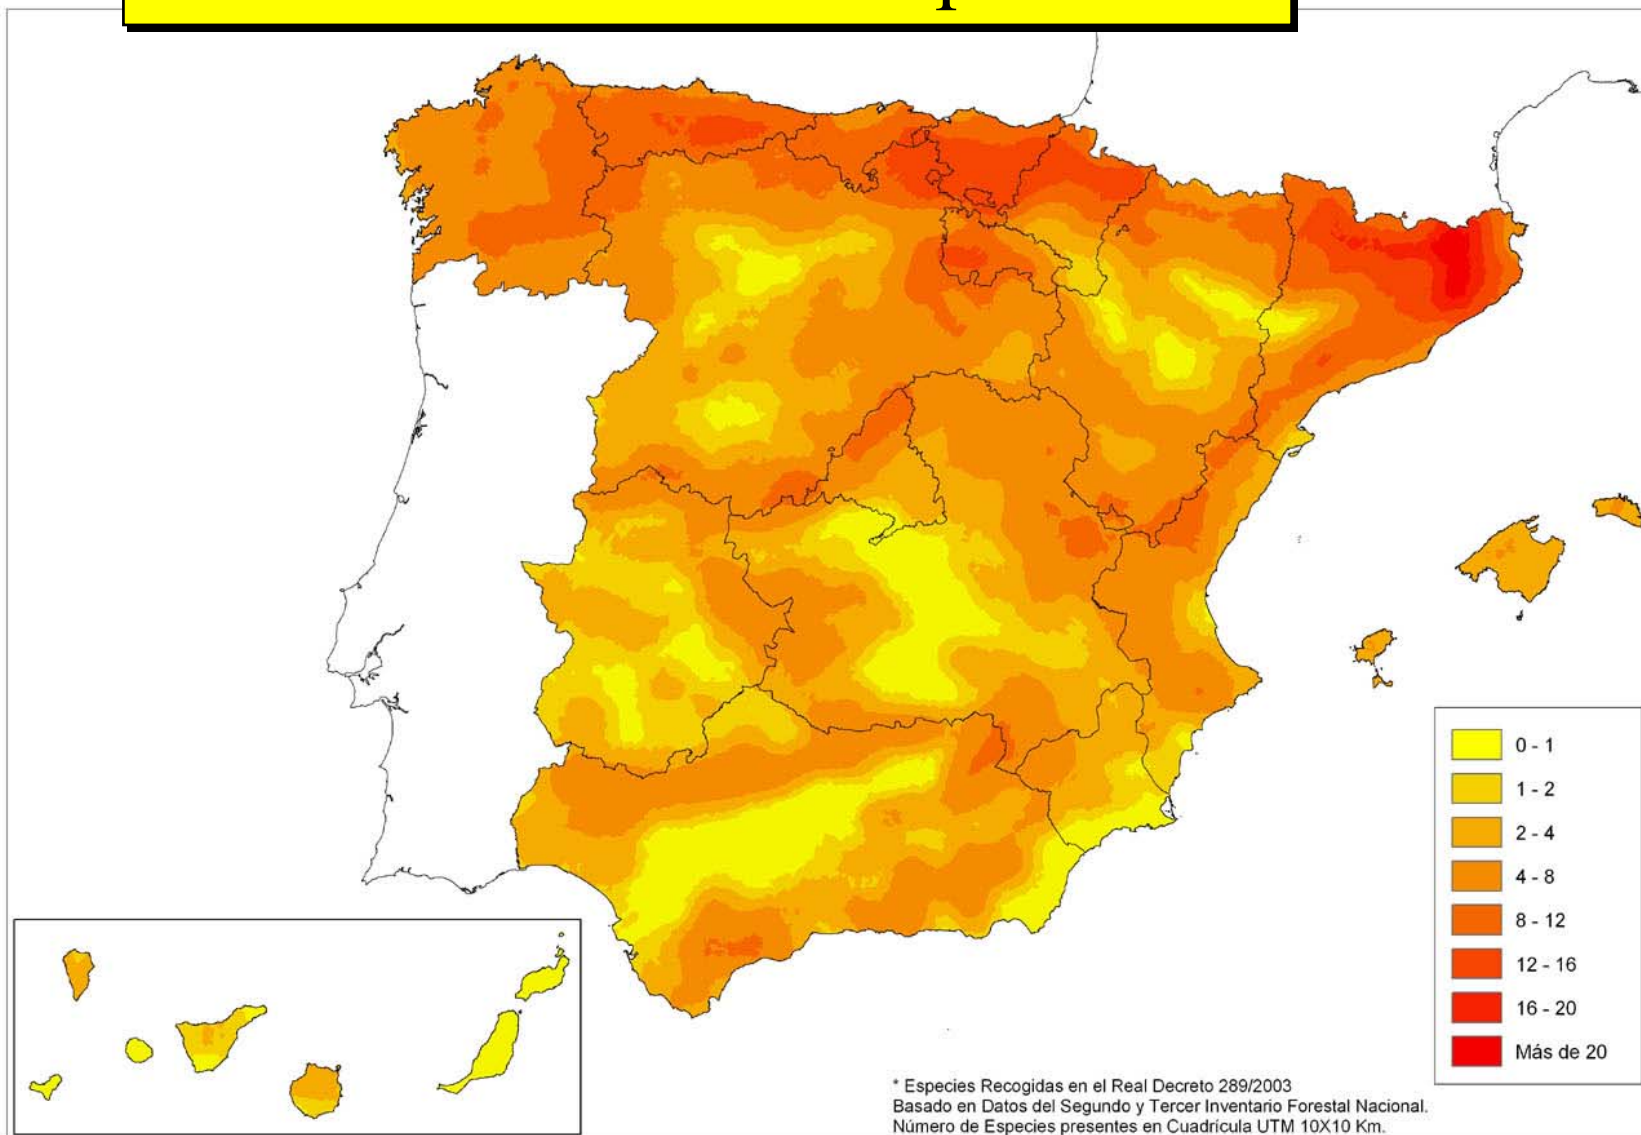 0 - 1
1 - 2
2 - 4
4 - 8
8 - 12
12 - 16
16 - 20
Más de 20
* Especies Recogidas en el Real Decreto 289/2003
Basado en Datos del Segundo y Tercer Inventario Forestal Nacional.
Número de Especies presentes en Cuadrícula UTM 10X10 Km.